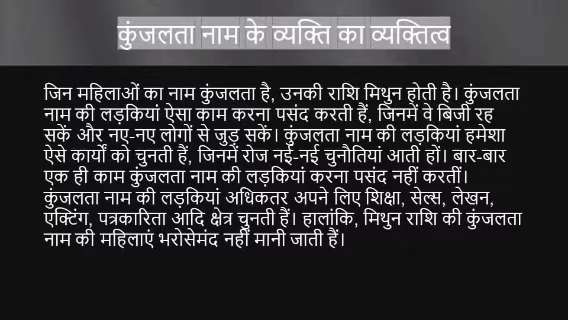 कुंजलता नाम के व्यक्ति का व्यक्तित्व
जिन महिलाओं का नाम कुंजलता है, उनकी राशि मिथुन होती है। कुंजलता
नाम की लड़कियां ऐसा काम करना पसंद करती हैं, जिनमें वे बिजी रह
सकें और नए-नए लोगों से जुड़ सकें। कुंजलता नाम की लड़कियां हमेशा
ऐसे कार्यों को चुनती हैं, जिनमें रोज नई-नई चुनौतियां आती हों। बार-बार
एक ही काम कुंजलता नाम की लड़कियां करना पसंद नहीं करतीं।
कुंजलता नाम की लड़कियां अधिकतर अपने लिए शिक्षा, सेल्स, लेखन,
एक्टिंग, पत्रकारिता आदि क्षेत्र चुनती हैं। हालांकि, मिथुन राशि की कुंजलता
नाम की महिलाएं भरोसेमंद नहीं मानी जाती हैं।